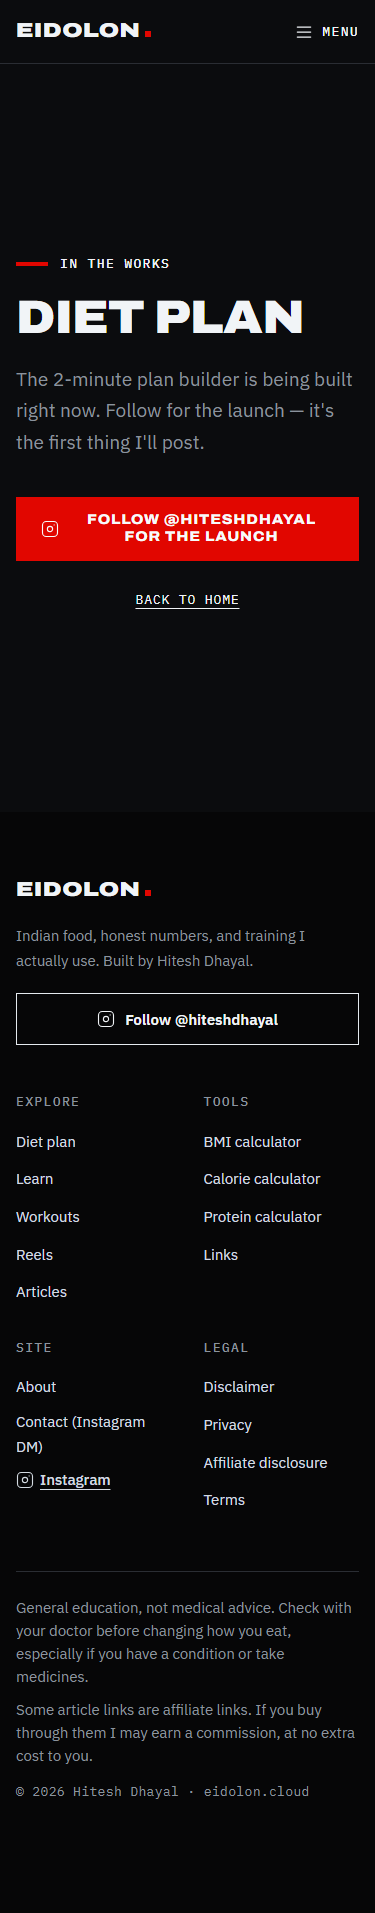 EIDOLON.
MENU
IN THE WORKS
DIET PLAN
The 2-minute plan builder is being built
right now. Follow for the launch — it's
the first thing I'll post.
FOLLOW @HITESHDHAYAL
FOR THE LAUNCH
BACK TO HOME
EIDOLON.
Indian food, honest numbers, and training I
actually use. Built by Hitesh Dhayal.
Follow @hiteshdhayal
EXPLORE
Diet plan
Learn
Workouts
Reels
Articles
TOOLS
BMI calculator
Calorie calculator
Protein calculator
Links
SITE
About
Contact (Instagram
DM)
Instagram
LEGAL
Disclaimer
Privacy
Affiliate disclosure
Terms
General education, not medical advice. Check with
your doctor before changing how you eat,
especially if you have a condition or take
medicines.
Some article links are affiliate links. If you buy
through them I may earn a commission, at no extra
cost to you.
© 2026 Hitesh Dhayal · eidolon.cloud